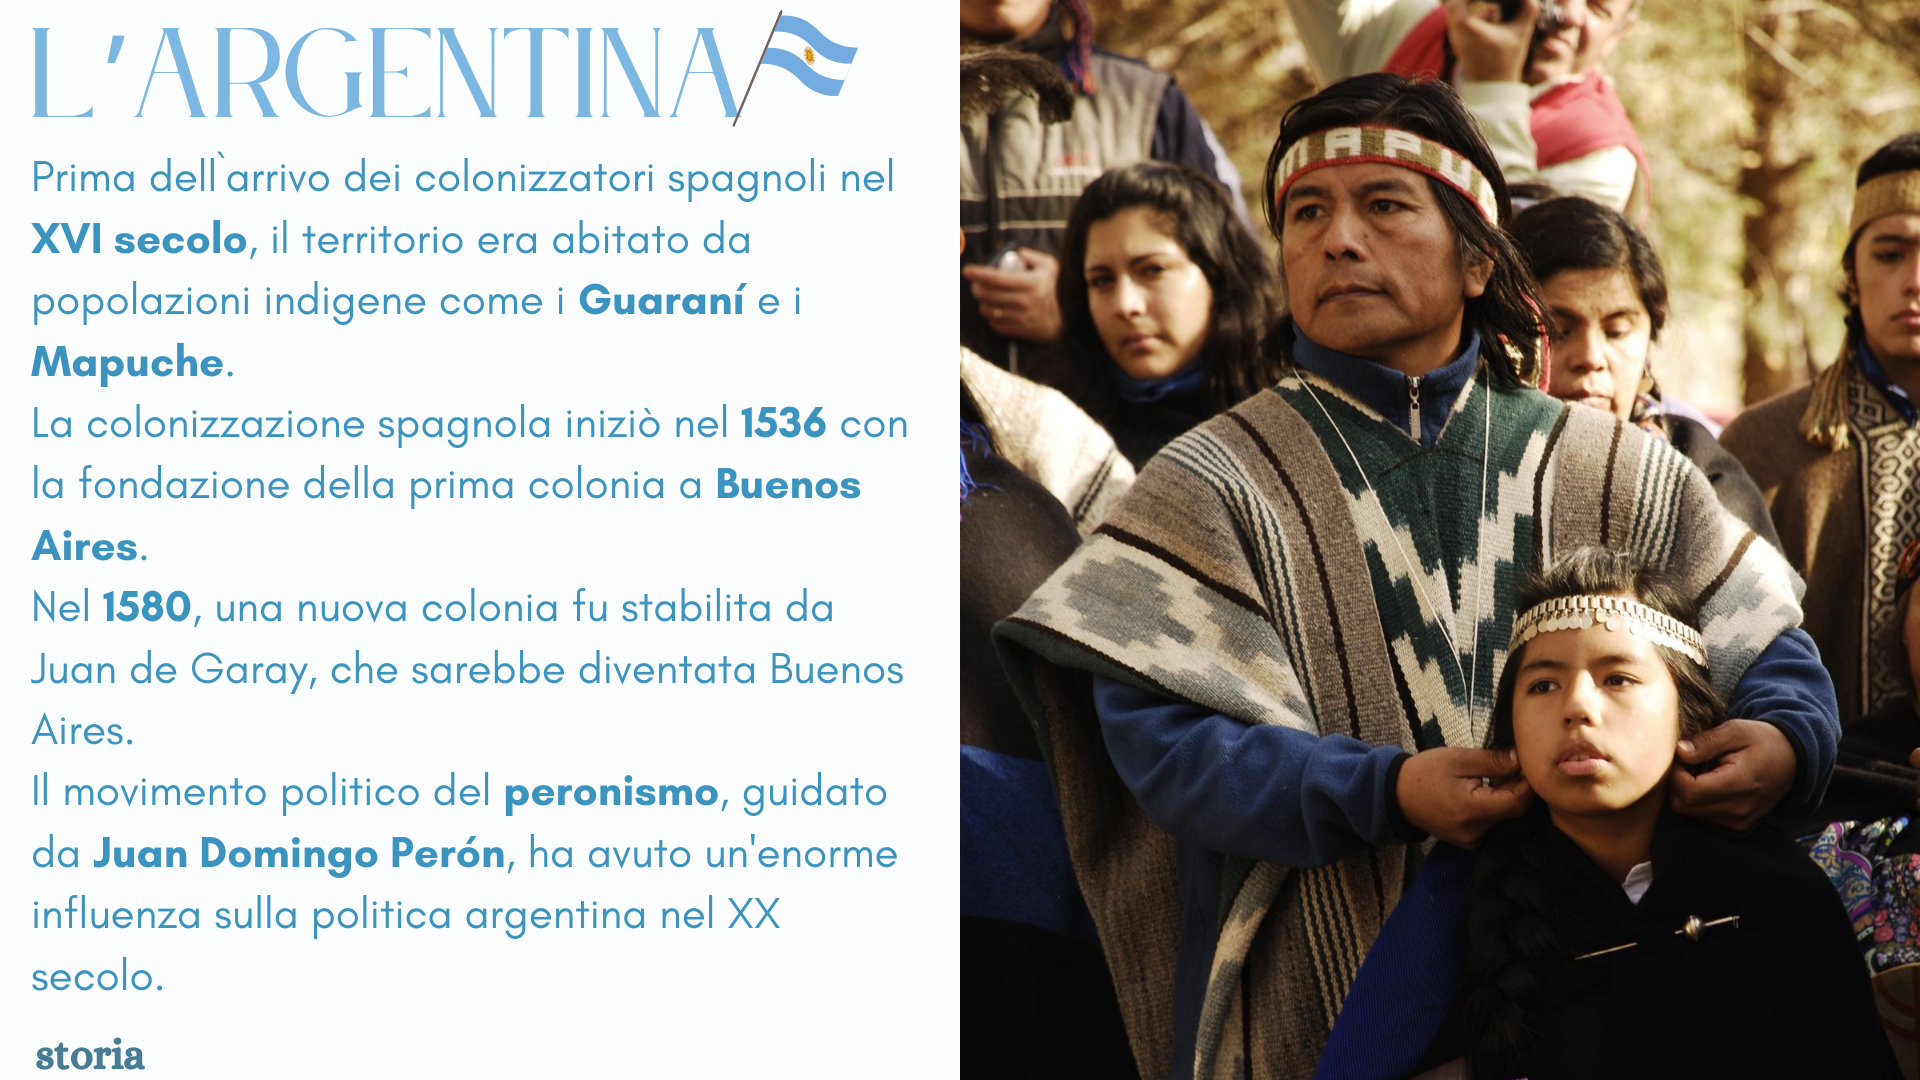 L'ARGENTINA
Prima dell`arrivo dei colonizzatori spagnoli nel
XVI secolo, il territorio era abitato da
popolazioni indigene come i Guaraní e i
Mapuche.
La colonizzazione spagnola iniziò nel 1536 con
la fondazione della prima colonia a Buenos
Aires.
Nel 1580, una nuova colonia fu stabilita da
Juan de Garay, che sarebbe diventata Buenos
Aires.
Il movimento politico del peronismo, guidato
da Juan Domingo Perón, ha avuto un'enorme
influenza sulla politica argentina nel XX
secolo.
storia